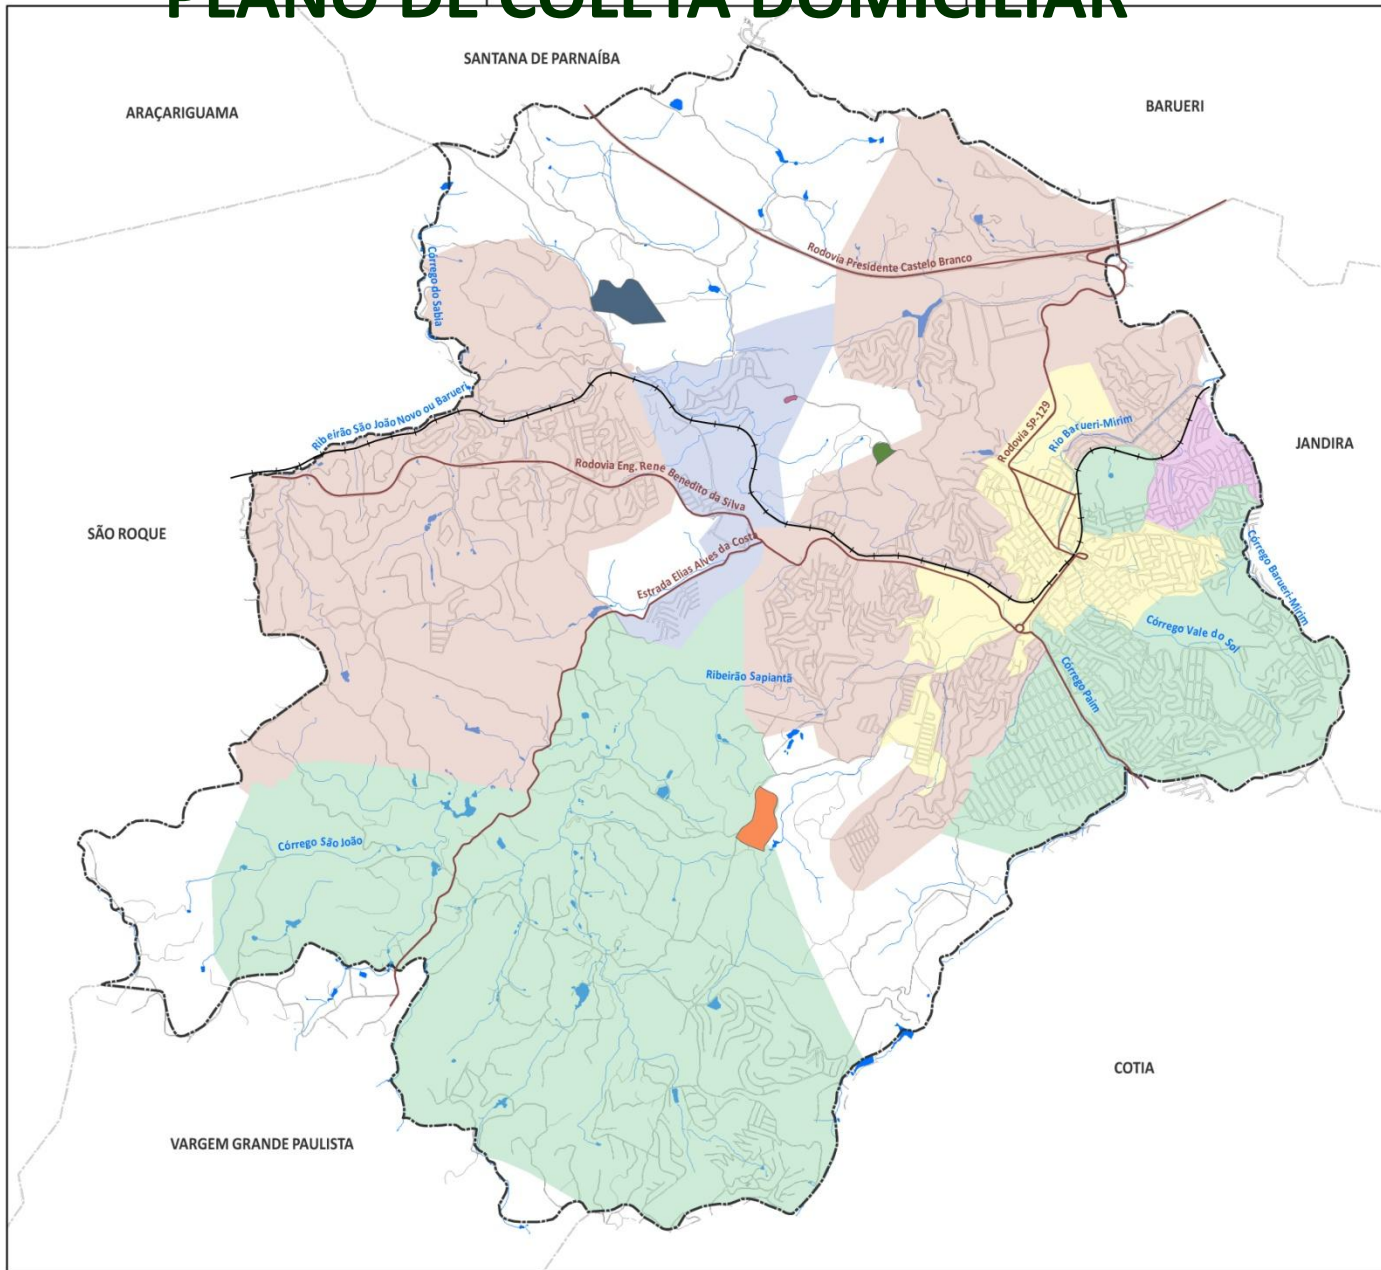 PLANO DE COLETA DOMICILIAR
SANTANA DE PARNAÍBA
ARAÇARIGUAMA
BARUERI
Rodovia Presidente Castelo Branco
Córrego do Sabia
Ribeirão São João Novo ou Barueri
Rodovia SP-129
Rio Barueri-Mirim
JANDIRA
Rodovia Eng. Renê Benedito da Silva
SÃO ROQUE
Estrada Elias Alves da Costa
Córrego Barueri-Mirim
Córrego Vale do Sol
Ribeirão Sapiantã
Córrego Paim
Córrego São João
COTIA
VARGEM GRANDE PAULISTA